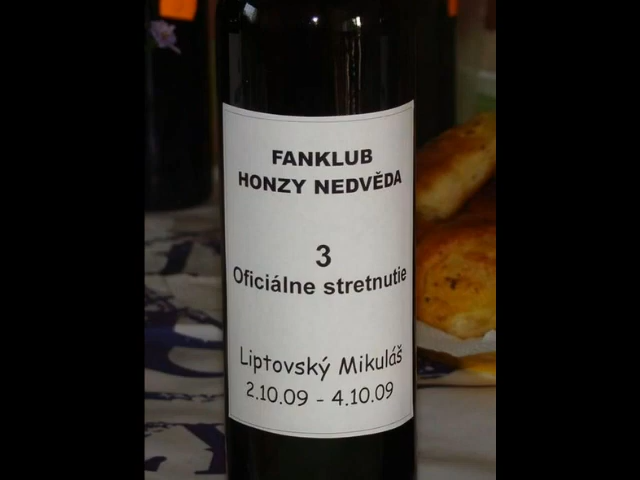 FANKLUB
HONZY NEDVĚDA
3
Oficiálne stretnutie
Liptovský Mikuláš
2.10.09 - 4.10.09